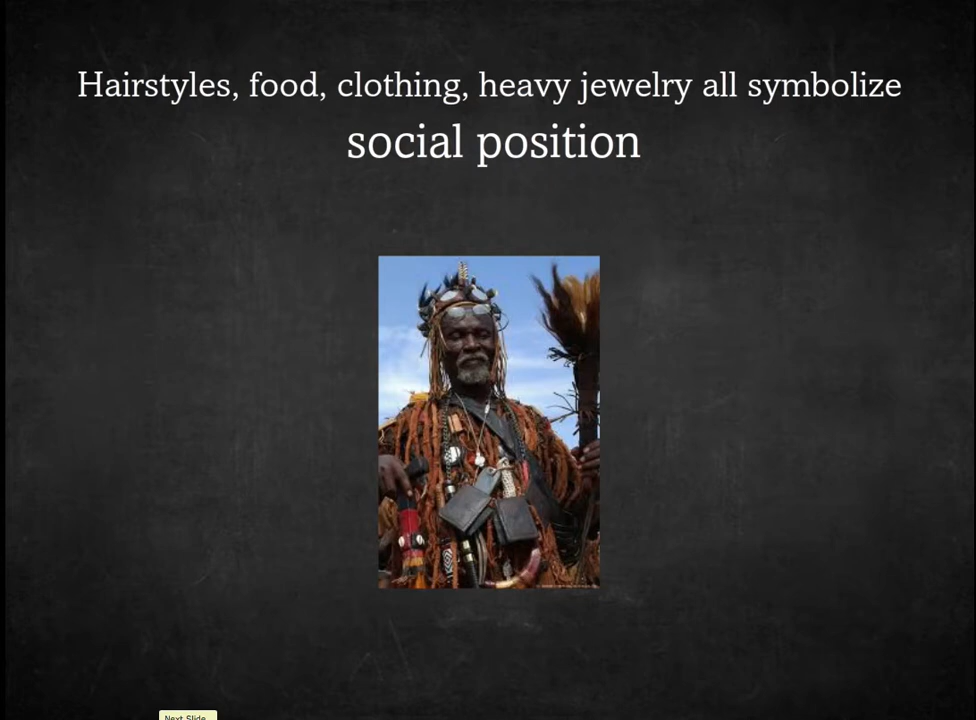 Hairstyles, food, clothing, heavy jewelry all symbolize
social position
Next Slide